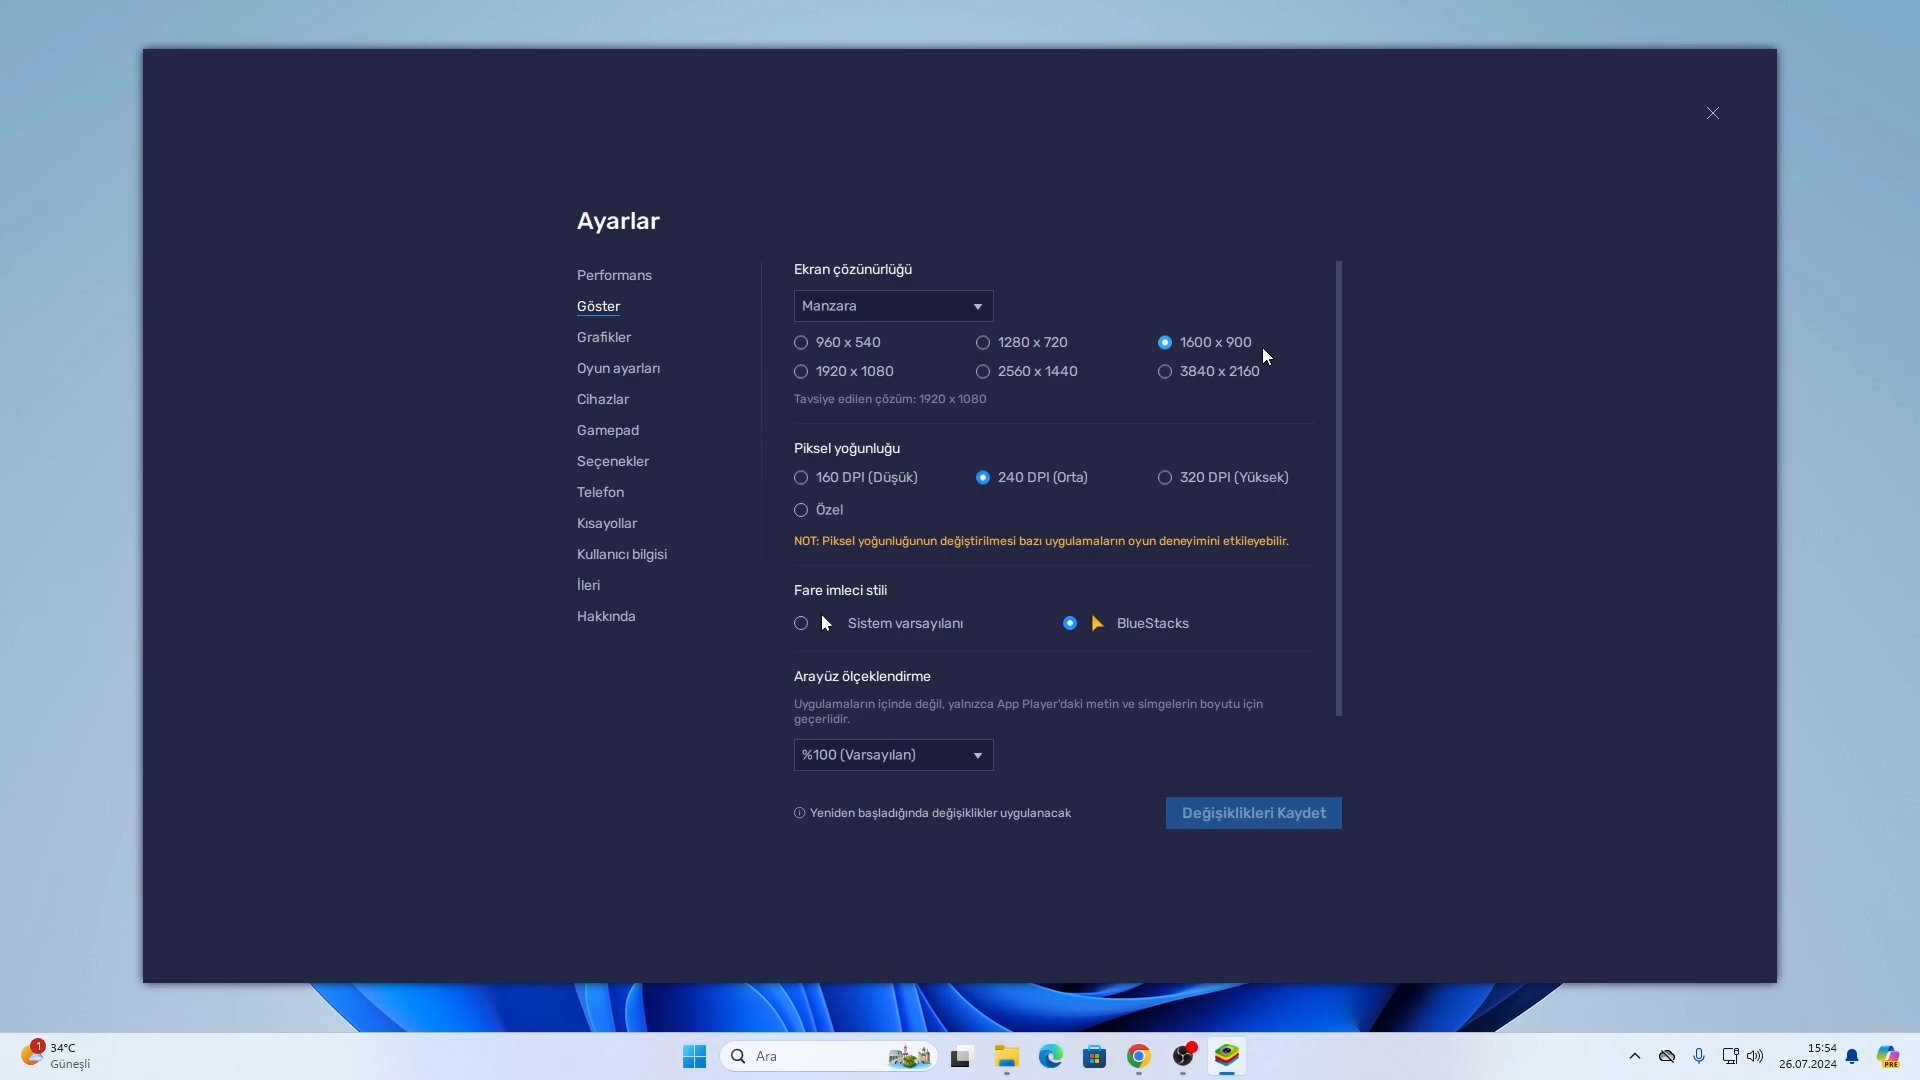 Ayarlar
Performans
Göster
Grafikler
Oyun ayarları
Cihazlar
Gamepad
Seçenekler
Telefon
Kısayollar
Kullanıcı bilgisi
İleri
Hakkında
Ekran çözünürlüğü
Manzara
960 x 540
1280 x 720
1600 x 900
1920 x 1080
2560 x 1440
3840 x 2160
Tavsiye edilen çözüm: 1920 x 1080
Piksel yoğunluğu
160 DPI (Düşük)
240 DPI (Orta)
320 DPI (Yüksek)
Özel
NOT: Piksel yoğunluğunun değiştirilmesi bazı uygulamaların oyun deneyimini etkileyebilir.
Fare imleci stili
Sistem varsayılanı
BlueStacks
Arayüz ölçeklendirme
Uygulamaların içinde değil, yalnızca App Player'daki metin ve simgelerin boyutu için
geçerlidir.
%100 (Varsayılan)
Yeniden başladığında değişiklikler uygulanacak
Değişiklikleri Kaydet
1
34°C
Güneşli
Ara
15:54
26.07.2024
PRE